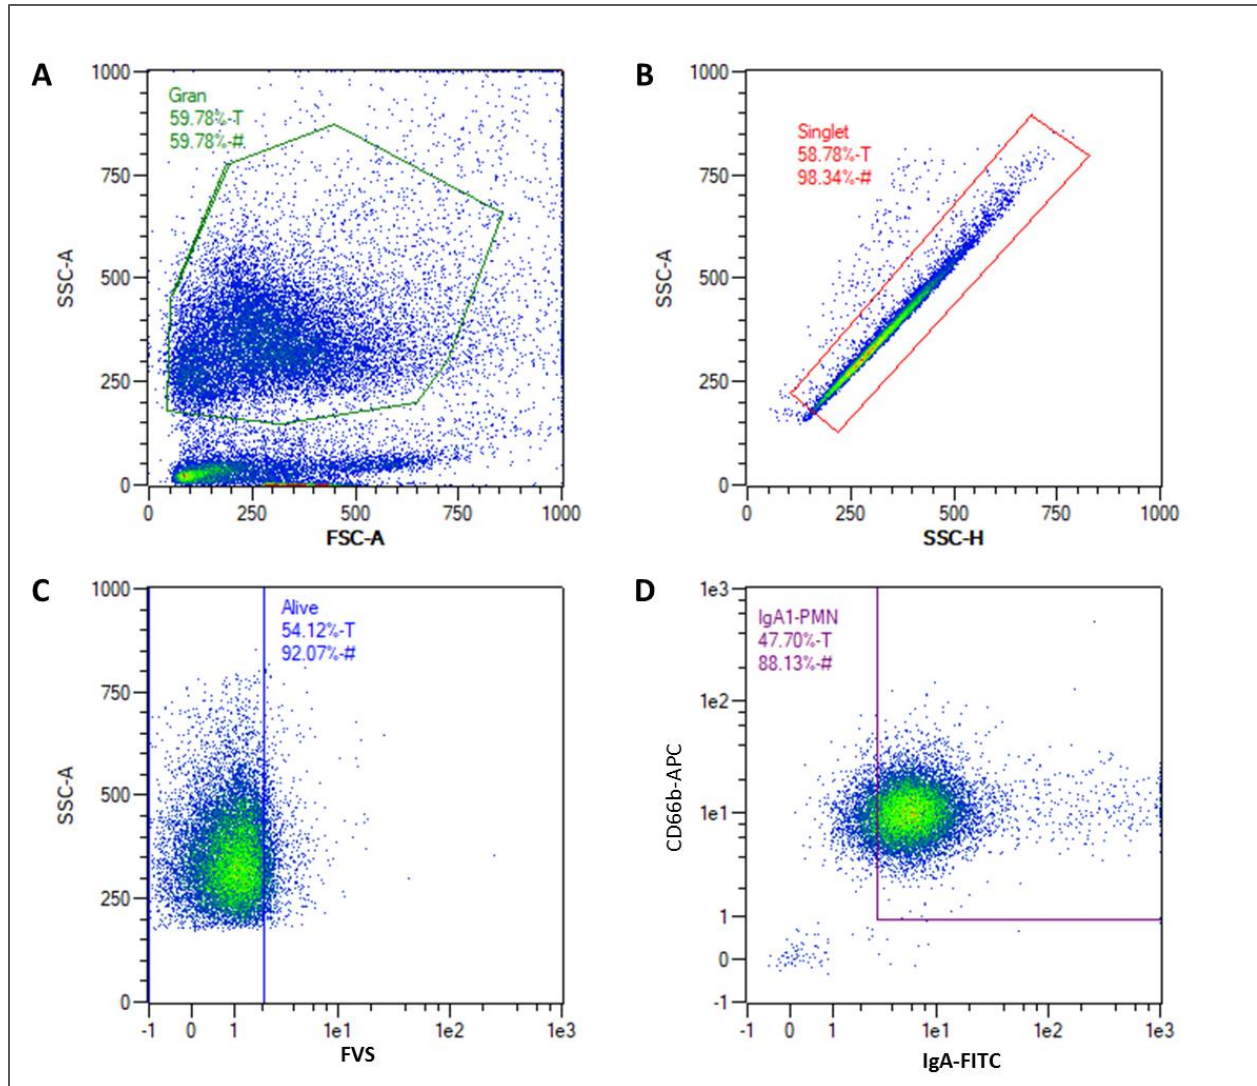 A
1000
750
500
250
0
SSC-A
Gran
59.78%-T
59.78%-#
0 250 500 750 1000
FSC-A
B
1000
750
500
250
0
SSC-A
Singlet
58.78%-T
98.34%-#
0 250 500 750 1000
SSC-H
C
1000
750
500
250
0
SSC-A
Alive
54.12%-T
92.07%-#
-1 0 1 1e1 1e2 1e3
FVS
D
1e3
1e2
1e1
1
0
-1
CD66b-APC
IgA1-PMN
47.70%-T
88.13%-#
-1 0 1 1e1 1e2 1e3
IgA-FITC